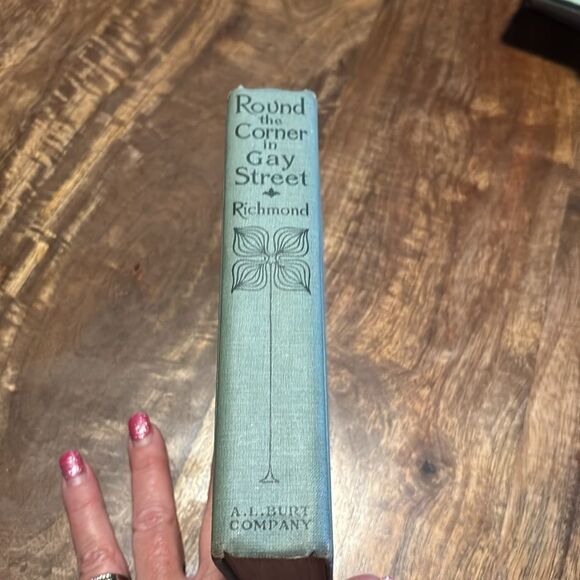 Round
the
Corner
in
Gay
Street
Richmond
A.L.BURT
COMPANY